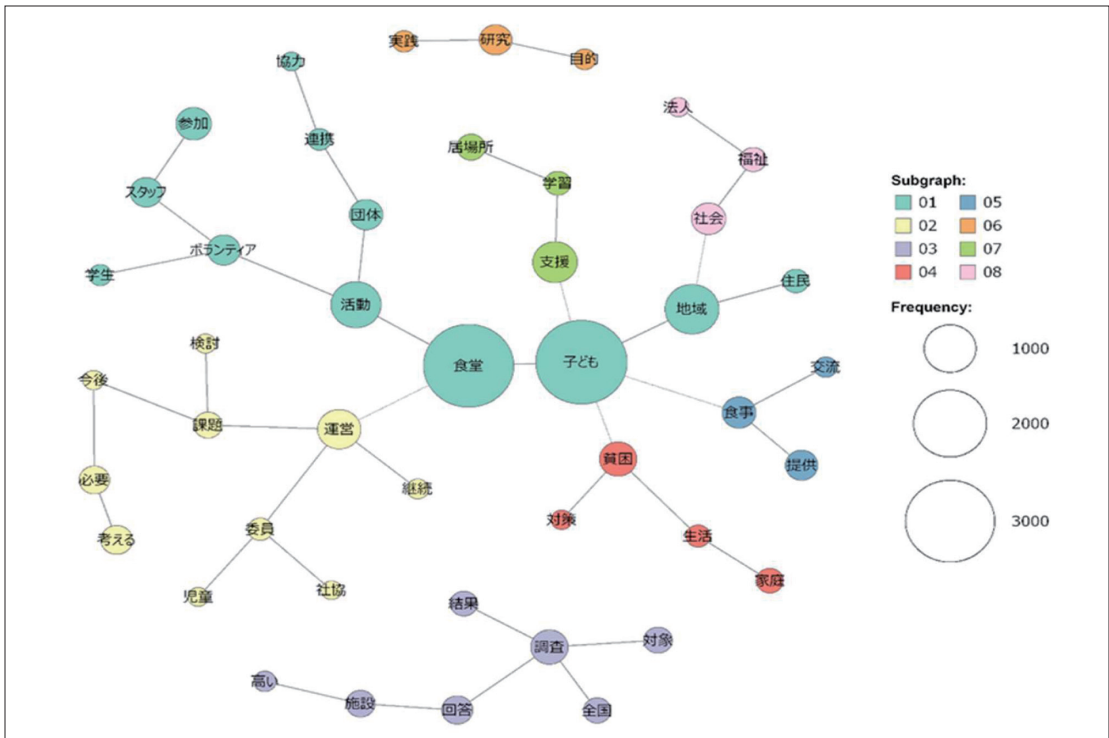 実践
研究
目的
協力
連携
団体
参加
スタッフ
ボランティア
学生
活動
居場所
学習
支援
法人
福祉
社会
住民
地域
食堂
子ども
交流
食事
提供
検討
今後
課題
運営
必要
考える
継続
委員
児童
社協
貧困
対策
生活
家庭
結果
調査
対象
高い
施設
回答
全国
Subgraph:
01 05
02 06
03 07
04 08
Frequency:
1000
2000
3000